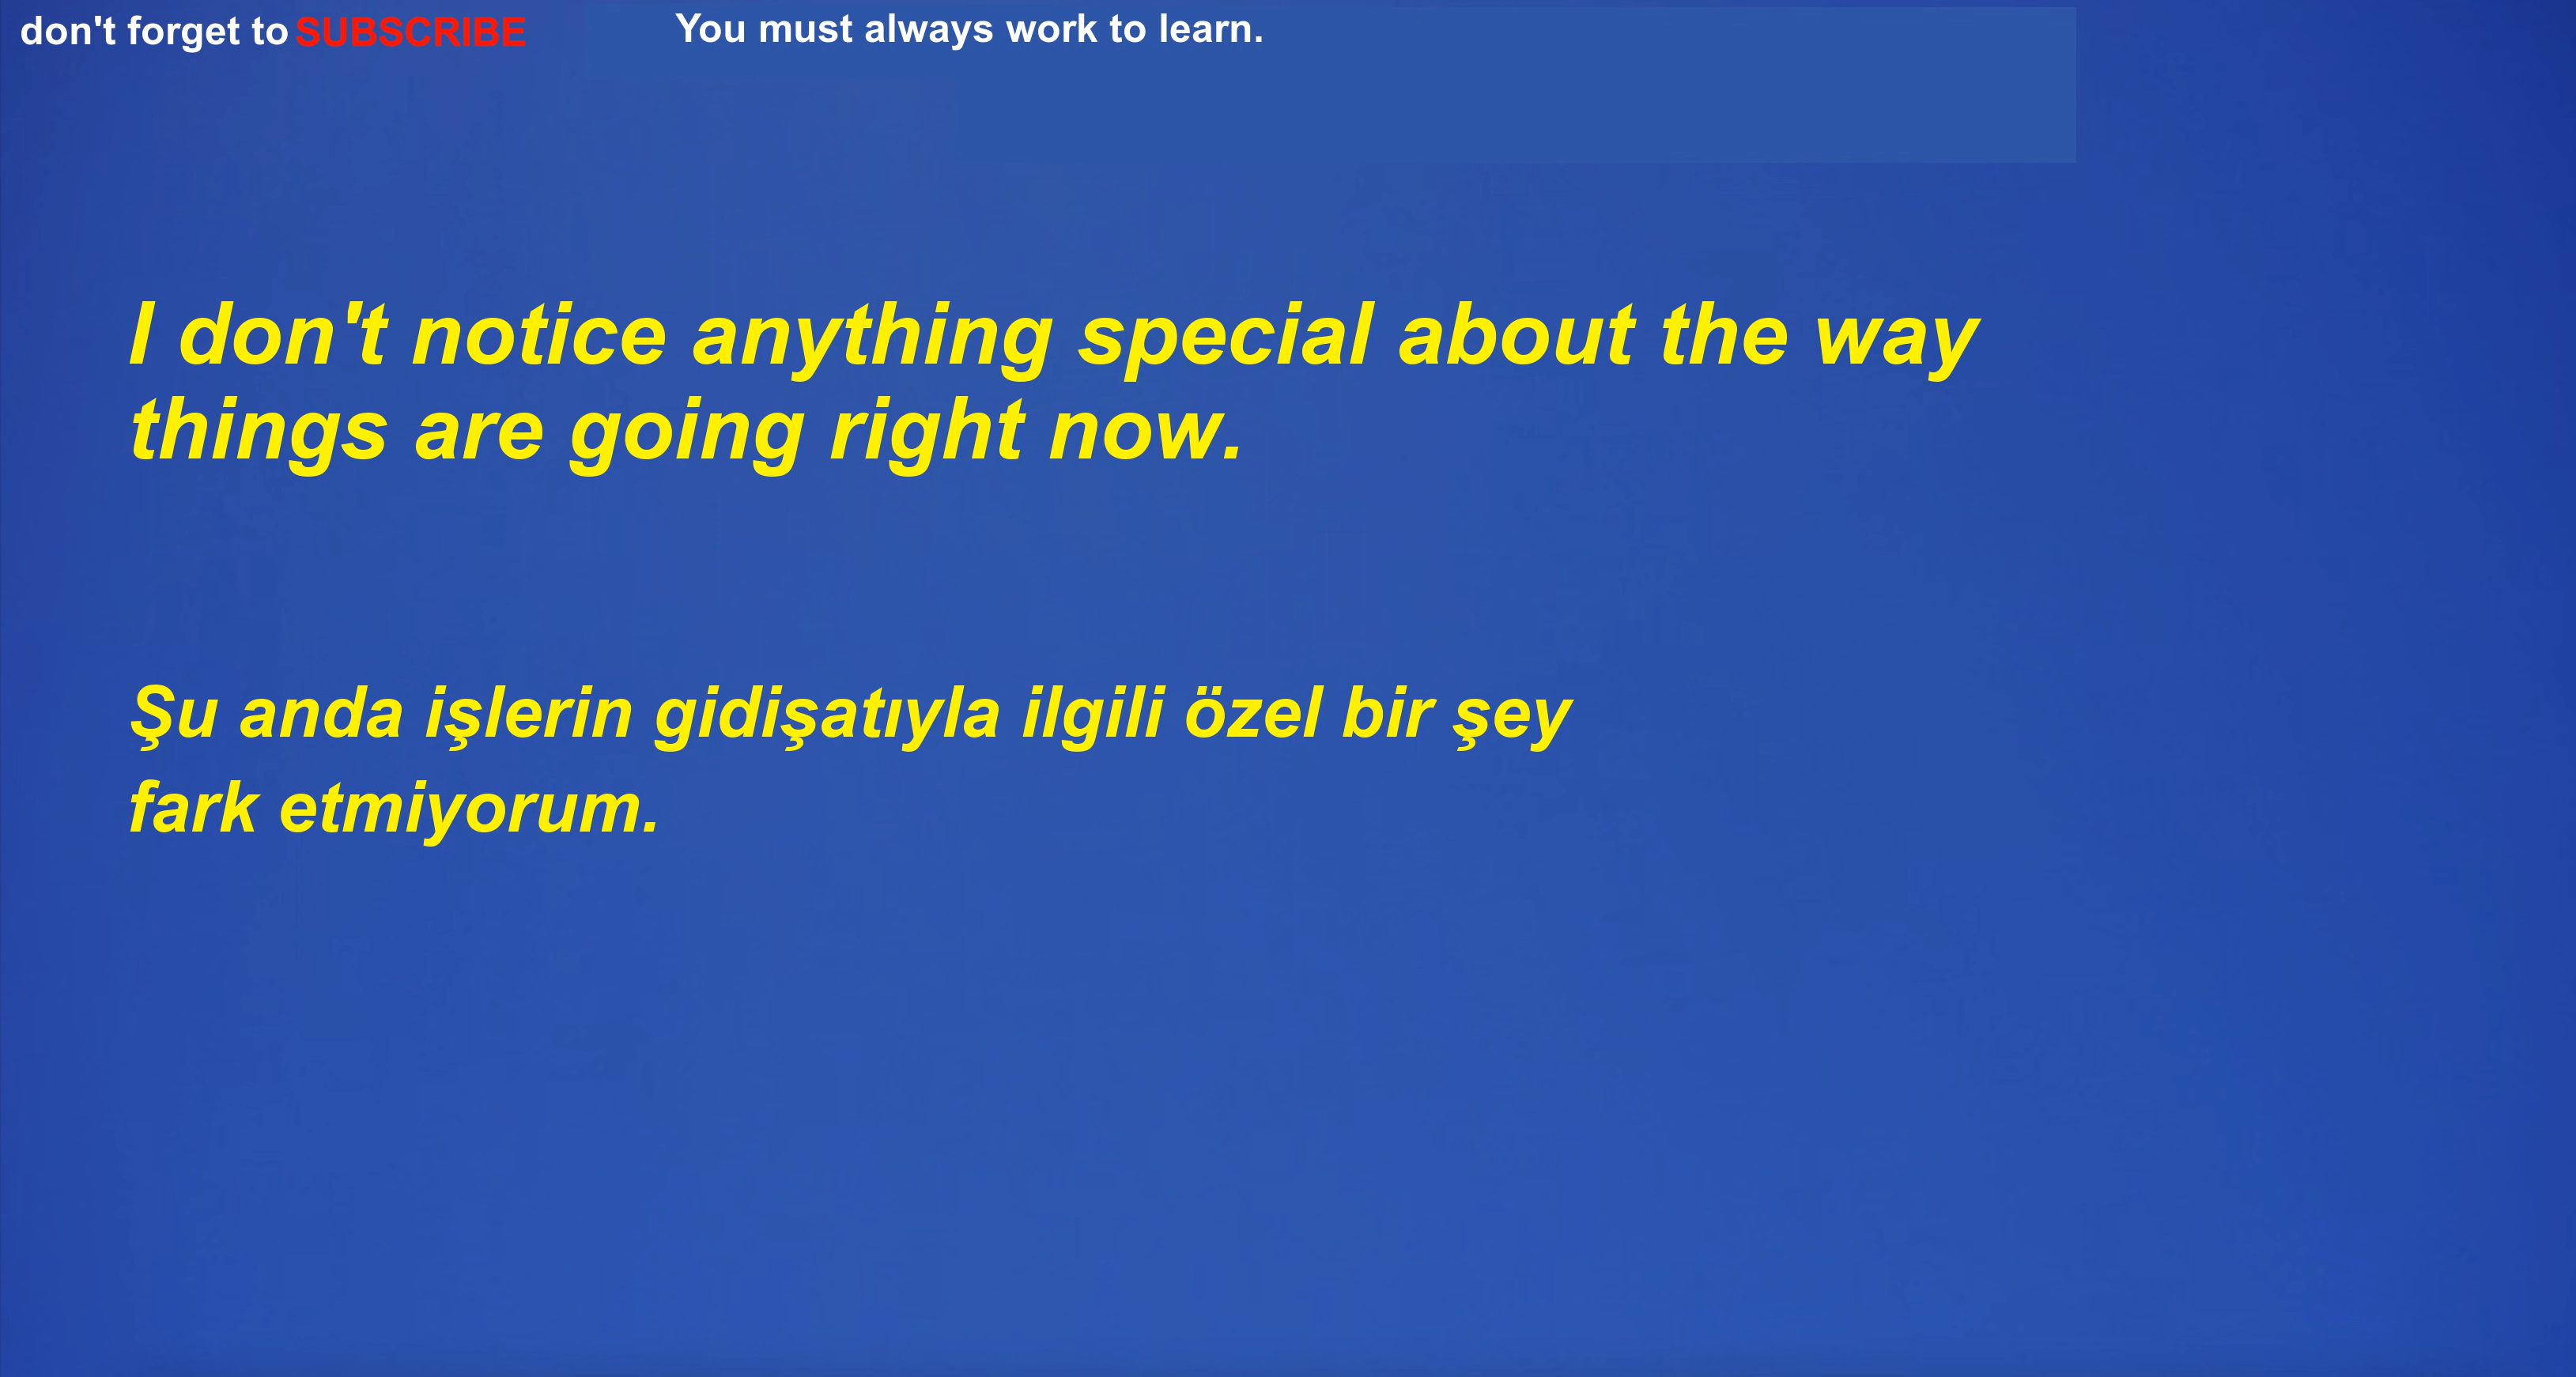 don't forget to SUBSCRIBE
You must always work to learn.
I don't notice anything special about the way
things are going right now.
Şu anda işlerin gidişatıyla ilgili özel bir şey
fark etmiyorum.